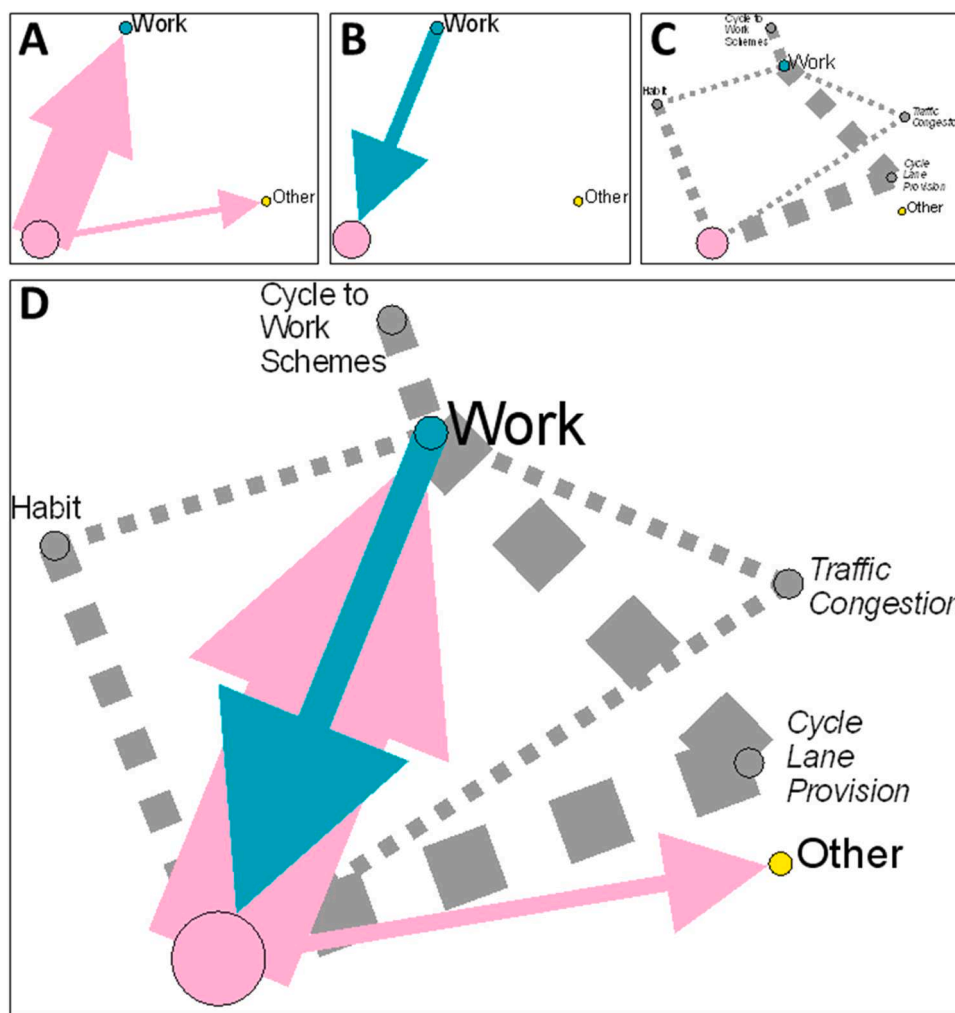 A
Work
Other
B
Work
Other
C
Cycle to
Work
Schemes
Work
Habit
Traffic
Congestion
Cycle
Lane
Provision
Other
D
Cycle to
Work
Schemes
Work
Habit
Traffic
Congestion
Cycle
Lane
Provision
Other